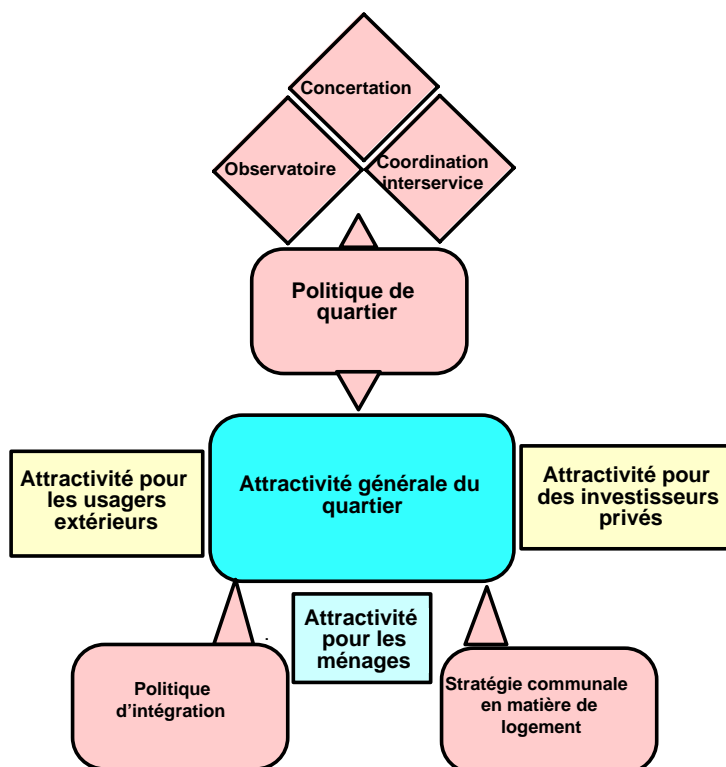 Concertation
Observatoire
Coordination
interservice
Politique de
quartier
Attractivité pour
les usagers
extérieurs
Attractivité générale du
quartier
Attractivité pour
des investisseurs
privés
Attractivité
pour les
ménages
Politique
d’intégration
Stratégie communale
en matière de
logement